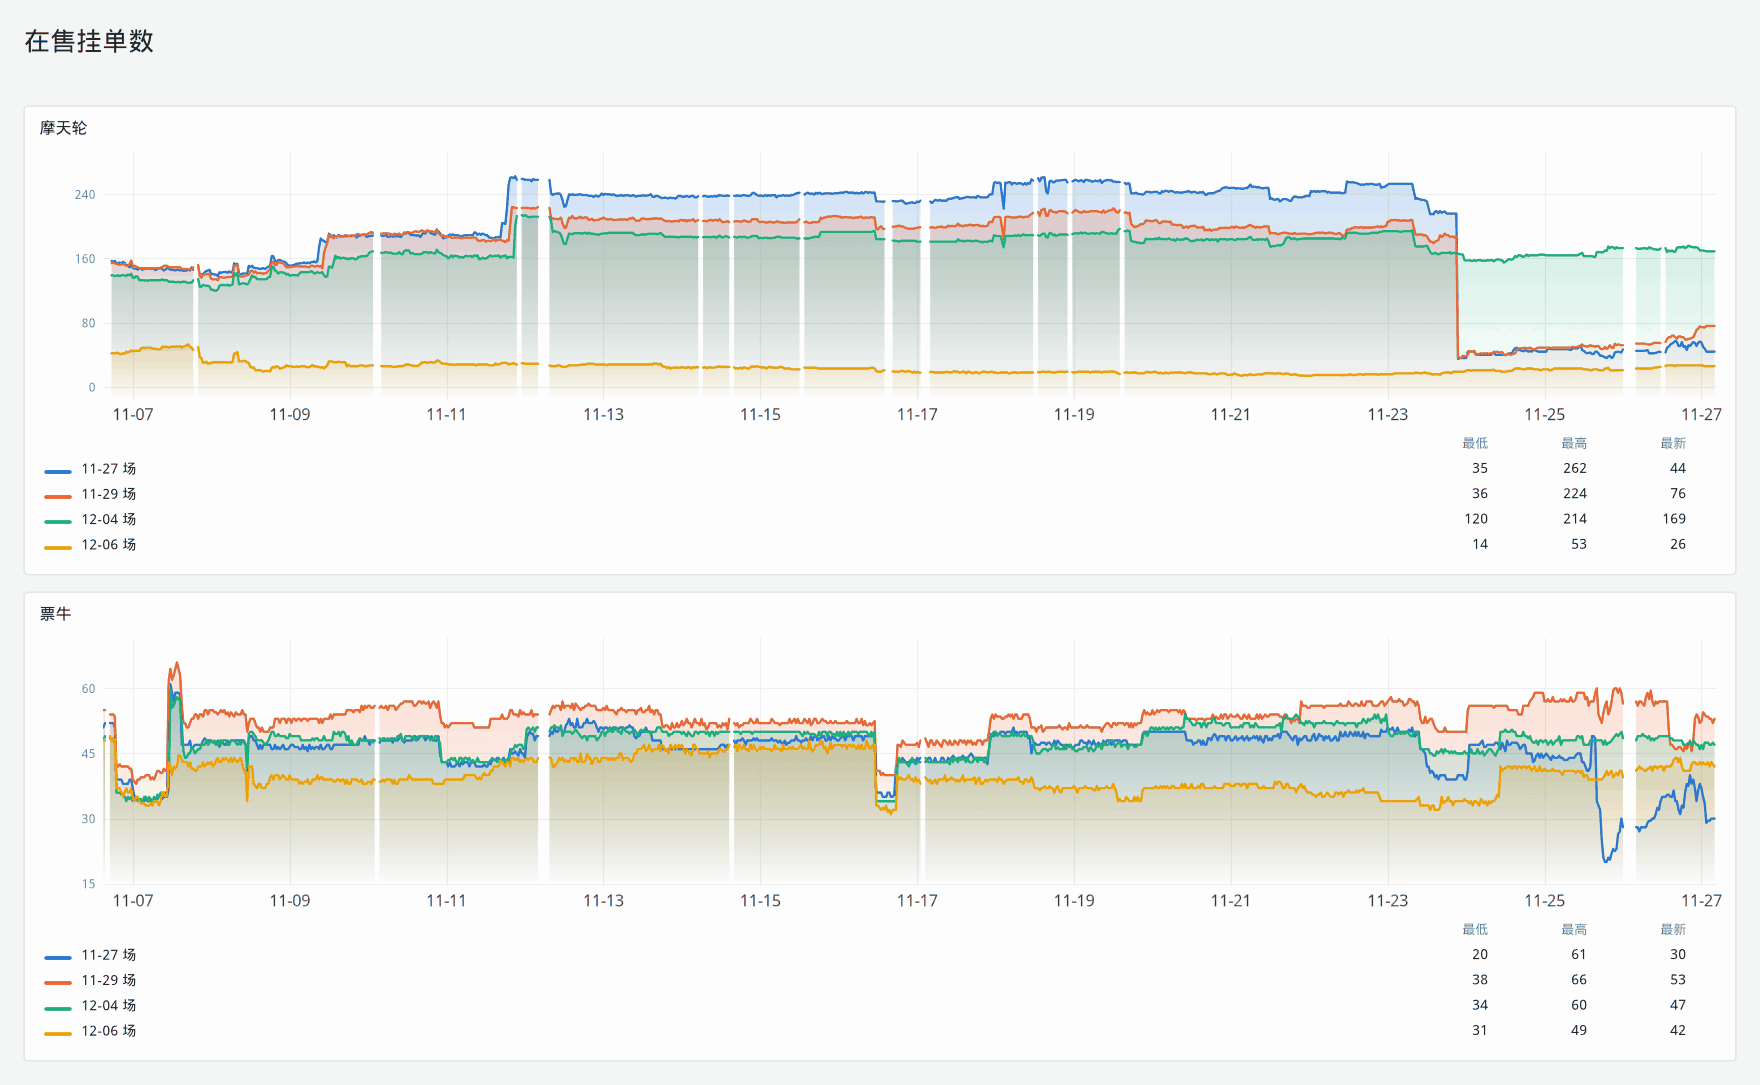 在售挂单数
摩天轮
240
160
80
0
11-07 11-09 11-11 11-13 11-15 11-17 11-19 11-21 11-23 11-25 11-27
最低 最高 最新
11-27 场 35 262 44
11-29 场 36 224 76
12-04 场 120 214 169
12-06 场 14 53 26
票牛
60
45
30
15
11-07 11-09 11-11 11-13 11-15 11-17 11-19 11-21 11-23 11-25 11-27
最低 最高 最新
11-27 场 20 61 30
11-29 场 38 66 53
12-04 场 34 60 47
12-06 场 31 49 42